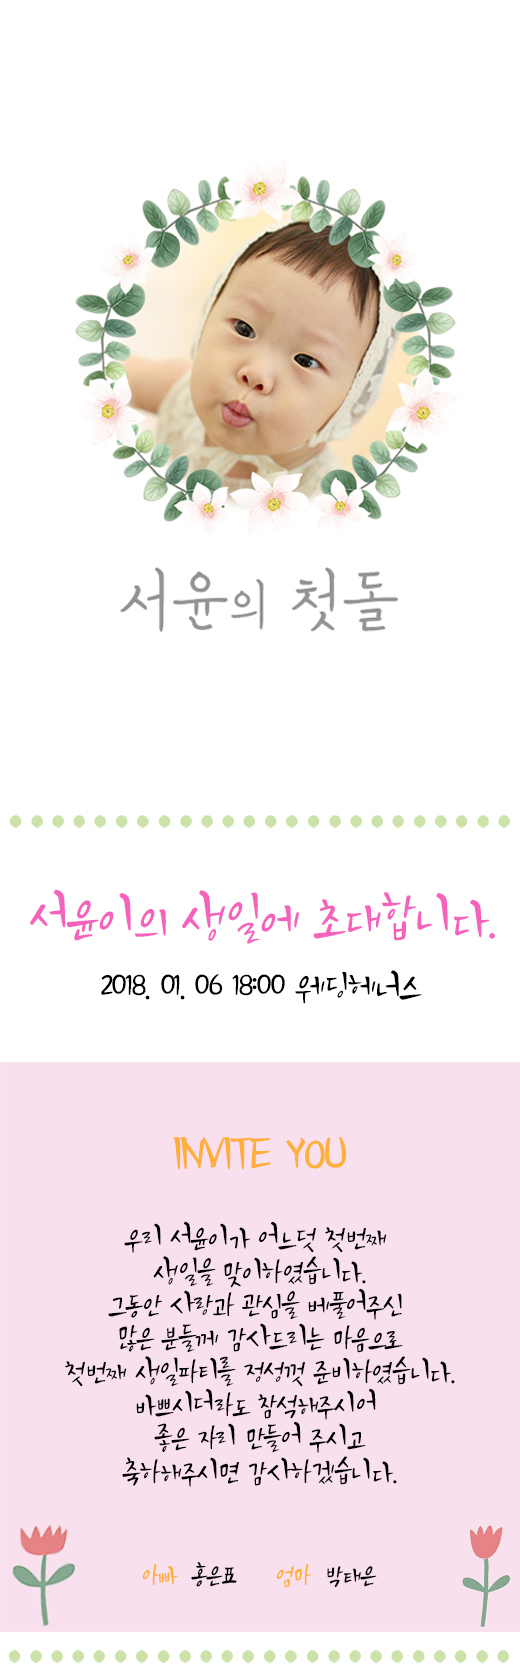 서윤의 첫돌
서윤이의 생일에 초대합니다.
2018. 01. 06 18:00 웨딩헤너스
INVITE YOU
우리 서윤이가 어느덧 첫번째
생일을 맞이하였습니다.
그동안 사랑과 관심을 베풀어주신
많은 분들께 감사드리는 마음으로
첫번째 생일파티를 정성껏 준비하였습니다.
바쁘시더라도 참석해주시어
좋은 자리 만들어 주시고
축하해주시면 감사하겠습니다.
아빠 홍은표 엄마 박태은